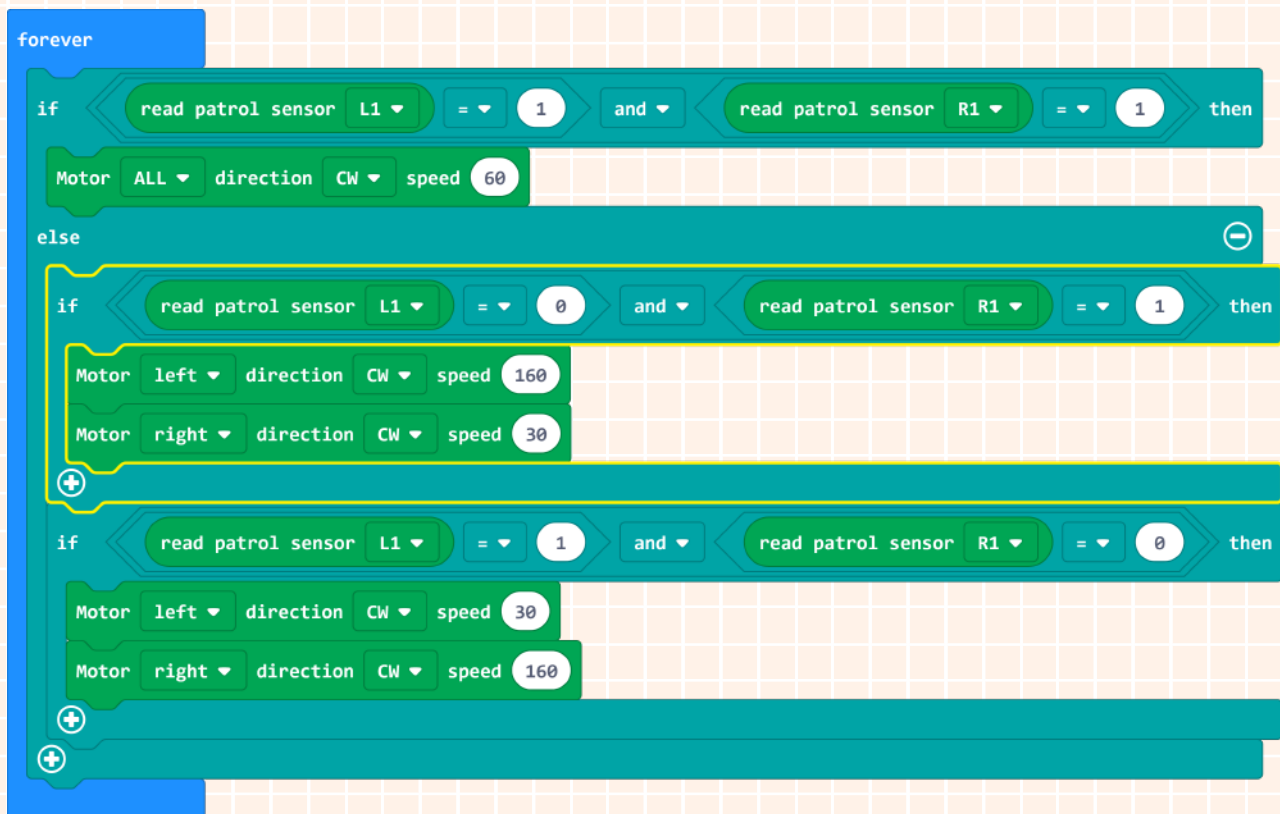 forever
if read patrol sensor L1 = 1 and read patrol sensor R1 = 1 then
Motor ALL direction CW speed 60
else
if read patrol sensor L1 = 0 and read patrol sensor R1 = 1 then
Motor left direction CW speed 160
Motor right direction CW speed 30
if read patrol sensor L1 = 1 and read patrol sensor R1 = 0 then
Motor left direction CW speed 30
Motor right direction CW speed 160